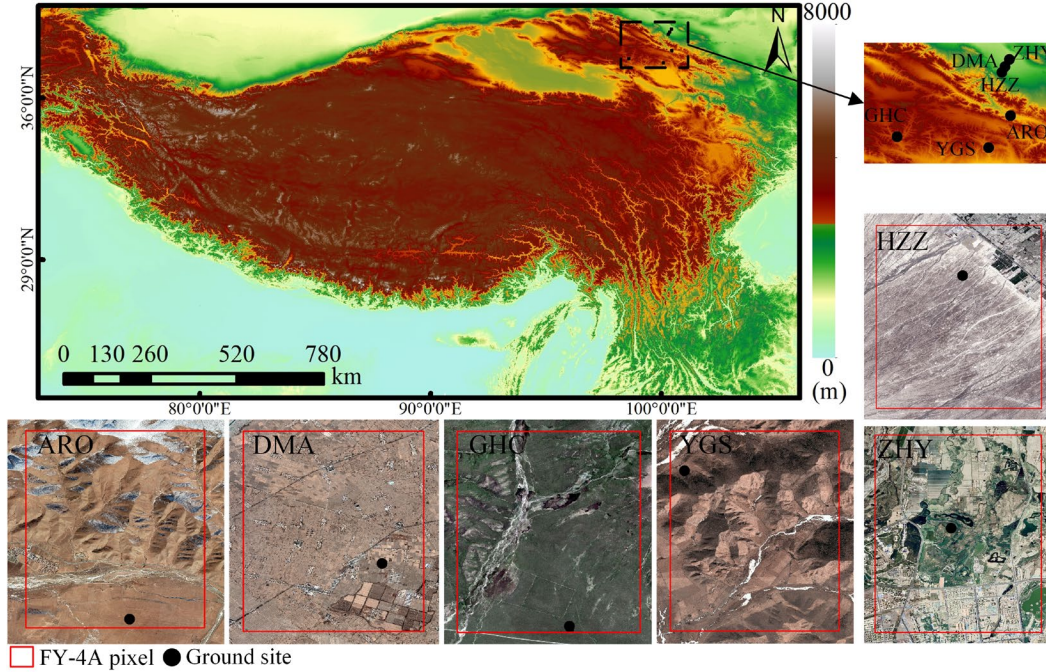 N
8000
0
(m)
36°0'0"N
29°0'0"N
0 130 260 520 780
km
80°0'0"E 90°0'0"E 100°0'0"E
ZHY
DMA
HZZ
GHC
ARO
YGS
HZZ
ARO
DMA
GHC
YGS
ZHY
FY-4A pixel Ground site